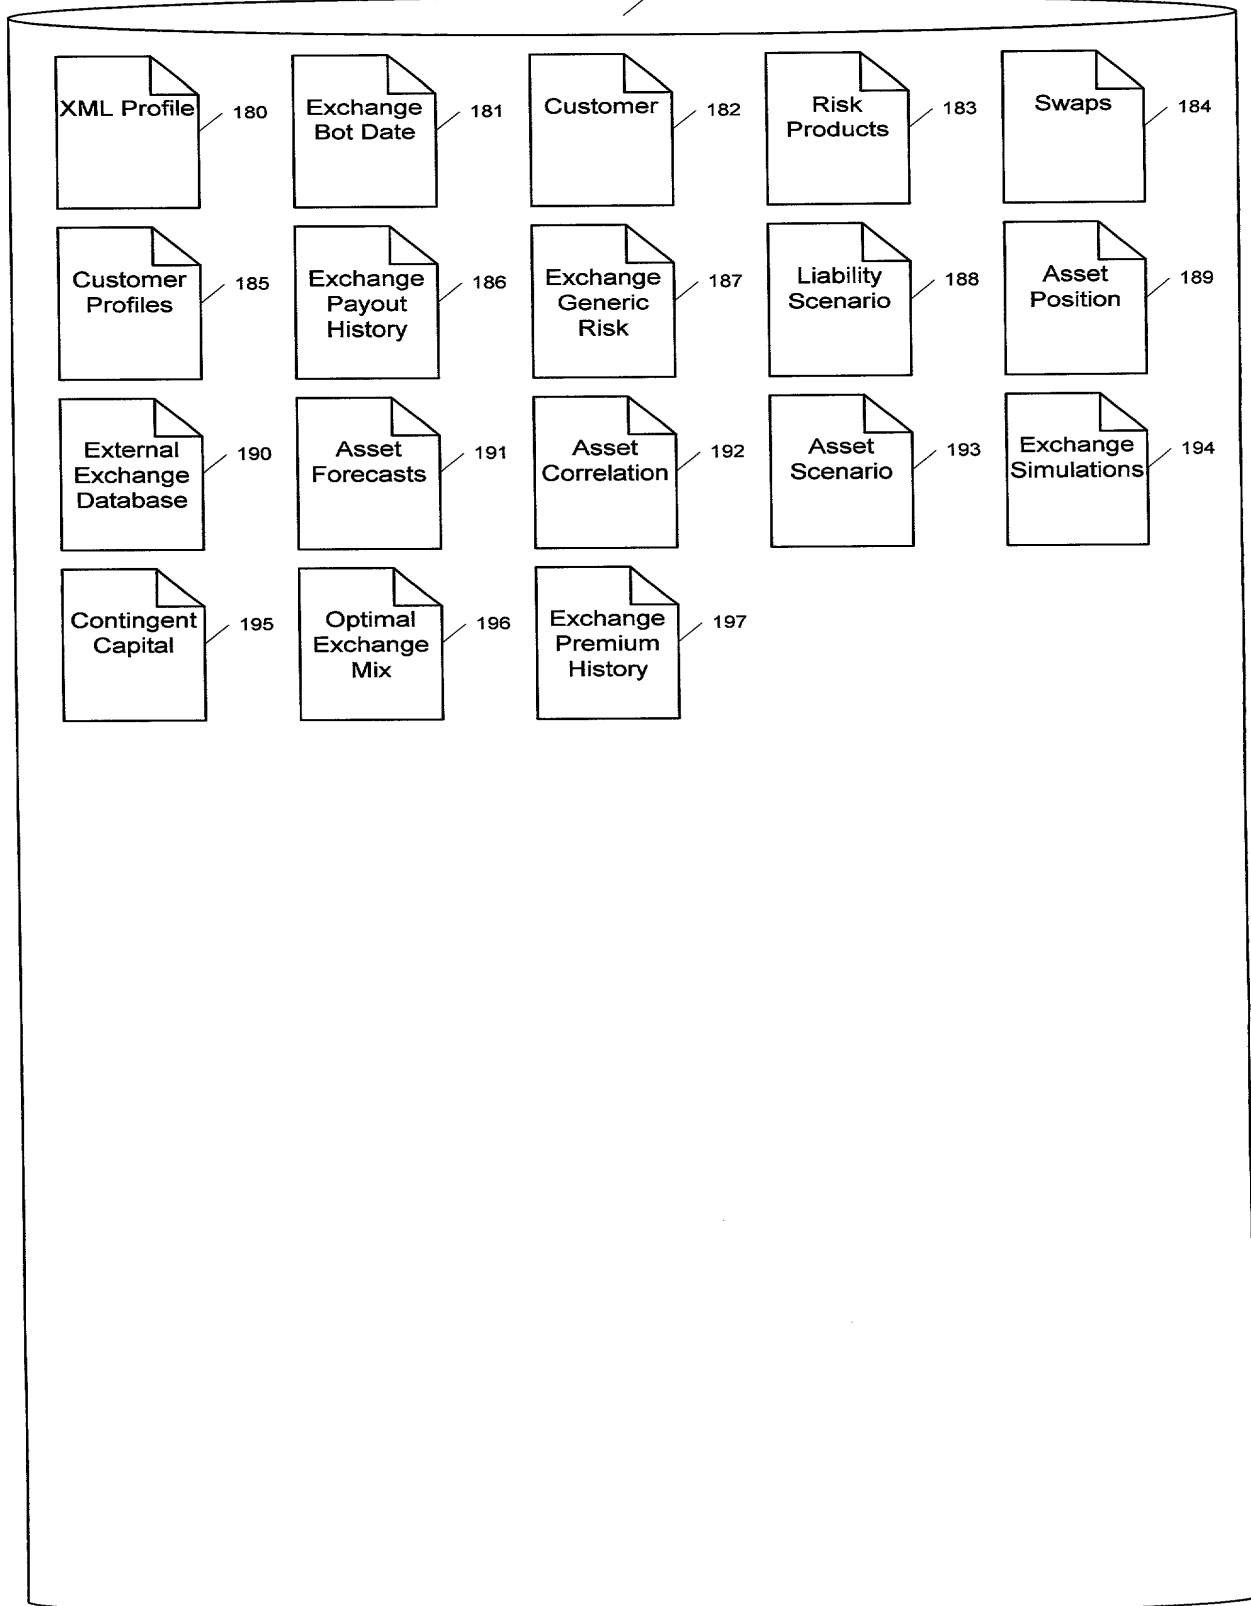 XML Profile
180
Exchange
Bot Date
181
Customer
182
Risk
Products
183
Swaps
184
Customer
Profiles
185
Exchange
Payout
History
186
Exchange
Generic
Risk
187
Liability
Scenario
188
Asset
Position
189
External
Exchange
Database
190
Asset
Forecasts
191
Asset
Correlation
192
Asset
Scenario
193
Exchange
Simulations
194
Contingent
Capital
195
Optimal
Exchange
Mix
196
Exchange
Premium
History
197